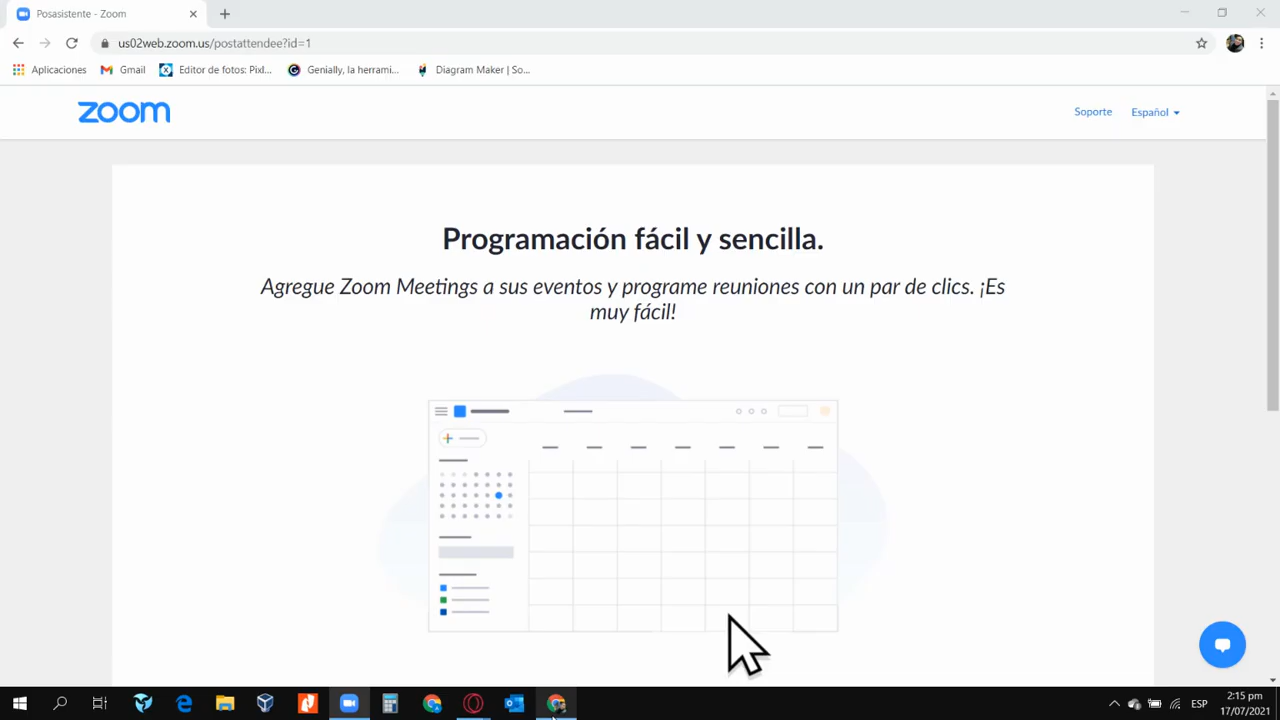 Posasistente - Zoom
us02web.zoom.us/postattendee?id=1
Aplicaciones
Gmail
Editor de fotos: Pixl...
Genially, la herrami...
Diagram Maker | So...
zoom
Soporte
Español
Programación fácil y sencilla.
Agregue Zoom Meetings a sus eventos y programe reuniones con un par de clics. ¡Es
muy fácil!
ESP
2:15 pm
17/07/2021